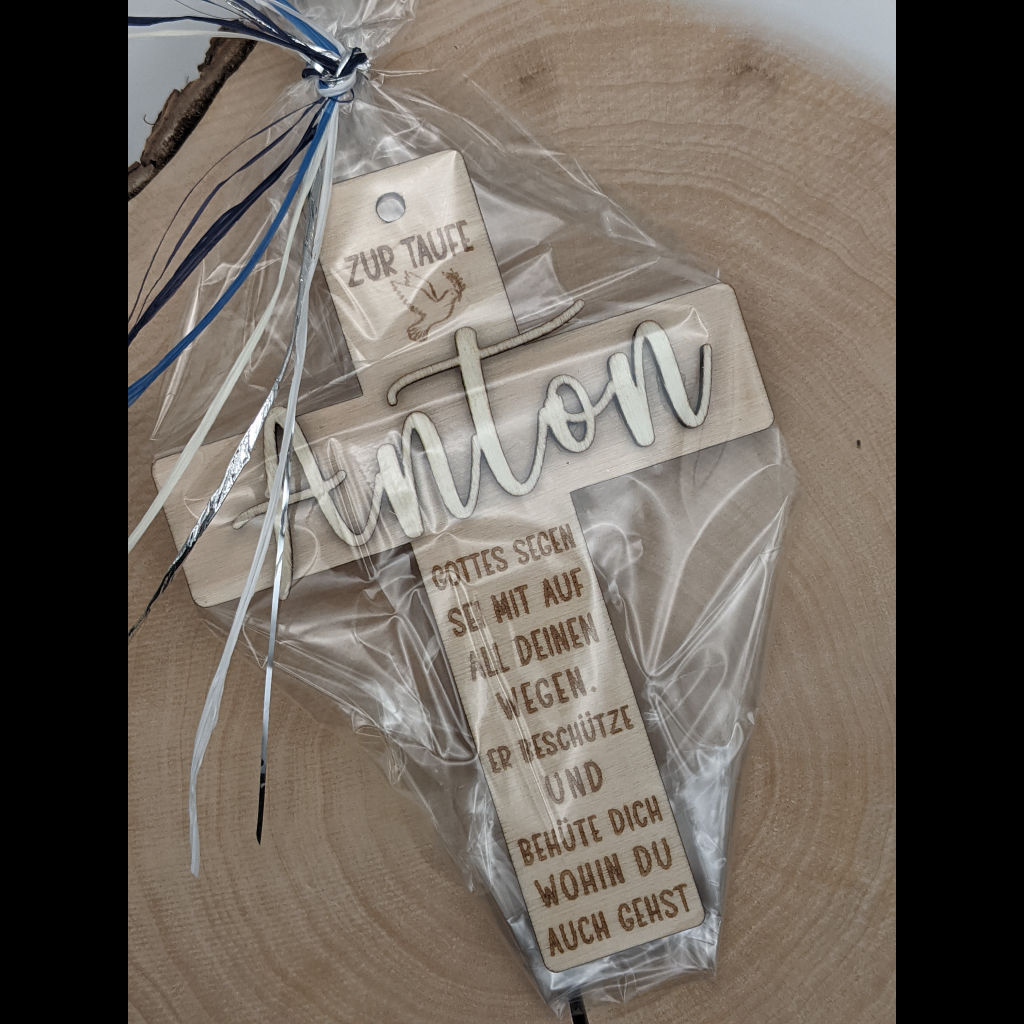 ZUR TAUFE
Anton
GOTTES SEGEN
SEI MIT AUF
ALL DEINEN
WEGEN.
ER BESCHÜTZE
UND
BEHÜTE DICH
WOHIN DU
AUCH GEHST